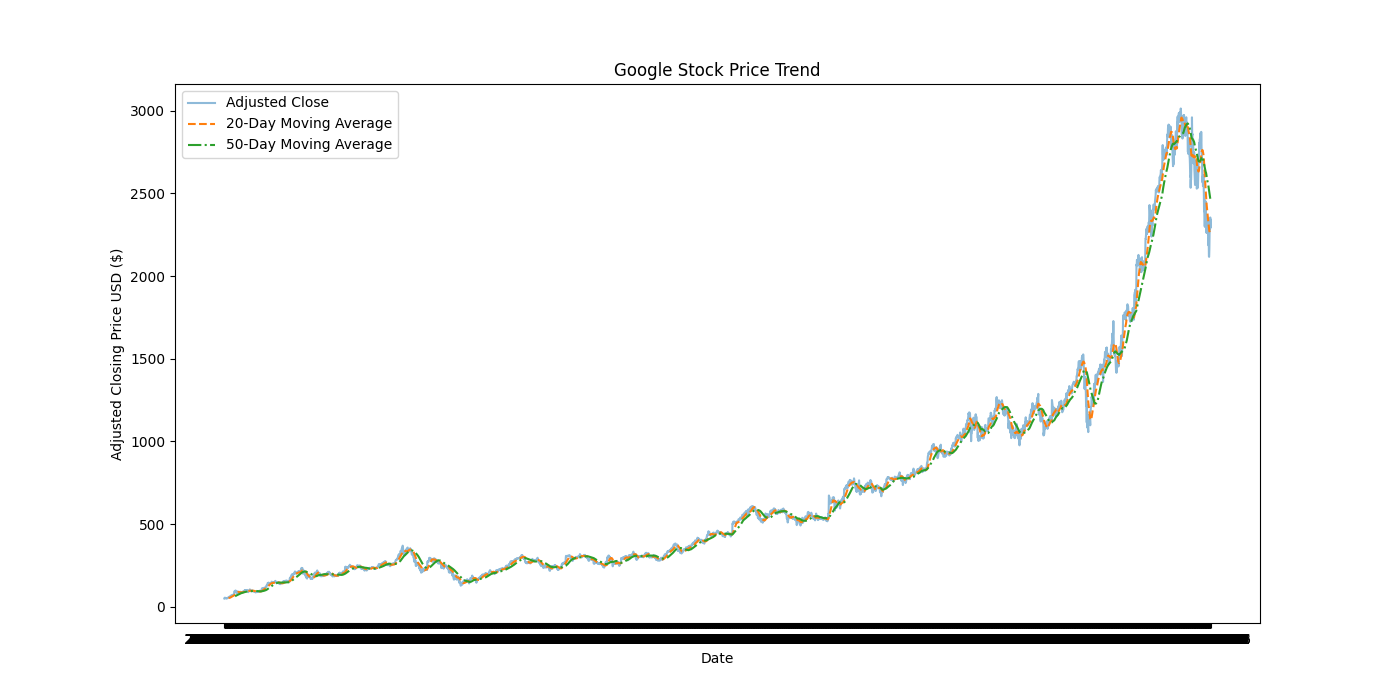 Google Stock Price Trend
Adjusted Close
20-Day Moving Average
50-Day Moving Average
3000
2500
2000
1500
1000
500
0
Adjusted Closing Price USD ($)
Date